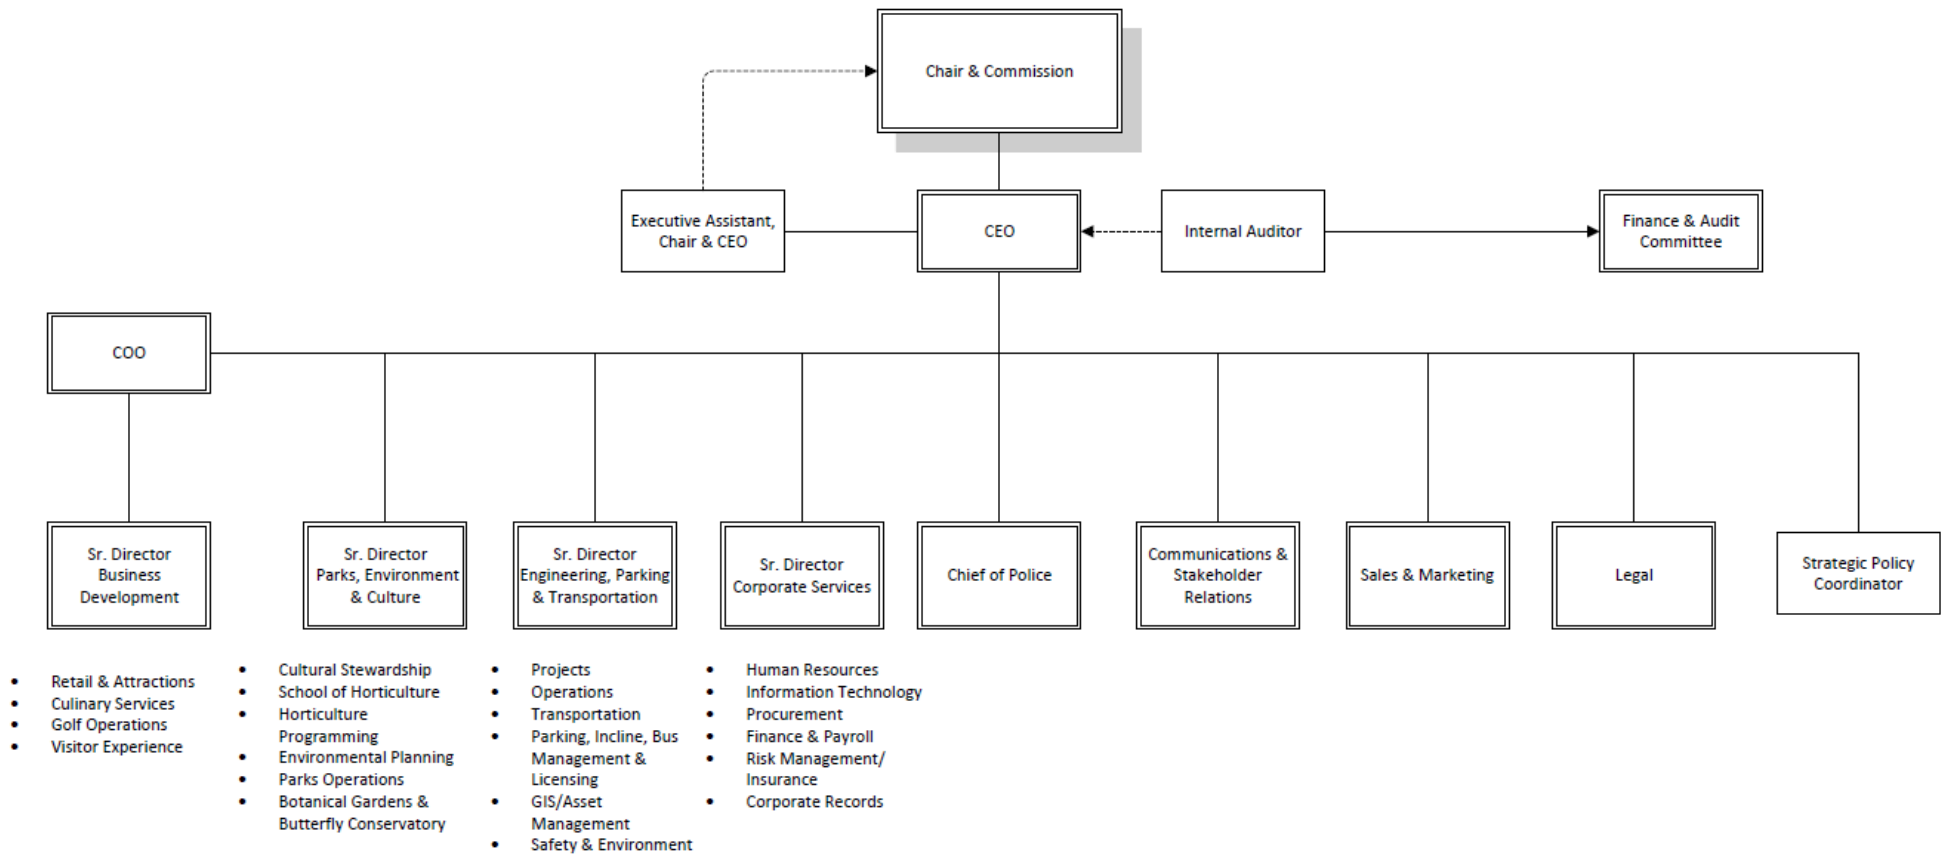 Chair & Commission
Executive Assistant,
Chair & CEO
CEO
Internal Auditor
Finance & Audit
Committee
COO
Sr. Director
Business
Development
Sr. Director
Parks, Environment
& Culture
Sr. Director
Engineering, Parking
& Transportation
Sr. Director
Corporate Services
Chief of Police
Communications &
Stakeholder
Relations
Sales & Marketing
Legal
Strategic Policy
Coordinator
• Retail & Attractions
• Culinary Services
• Golf Operations
• Visitor Experience
• Cultural Stewardship
• School of Horticulture
• Horticulture
Programming
• Environmental Planning
• Parks Operations
• Botanical Gardens &
Butterfly Conservatory
• Projects
• Operations
• Transportation
• Parking, Incline, Bus
Management &
Licensing
• GIS/Asset
Management
• Safety & Environment
• Human Resources
• Information Technology
• Procurement
• Finance & Payroll
• Risk Management/
Insurance
• Corporate Records